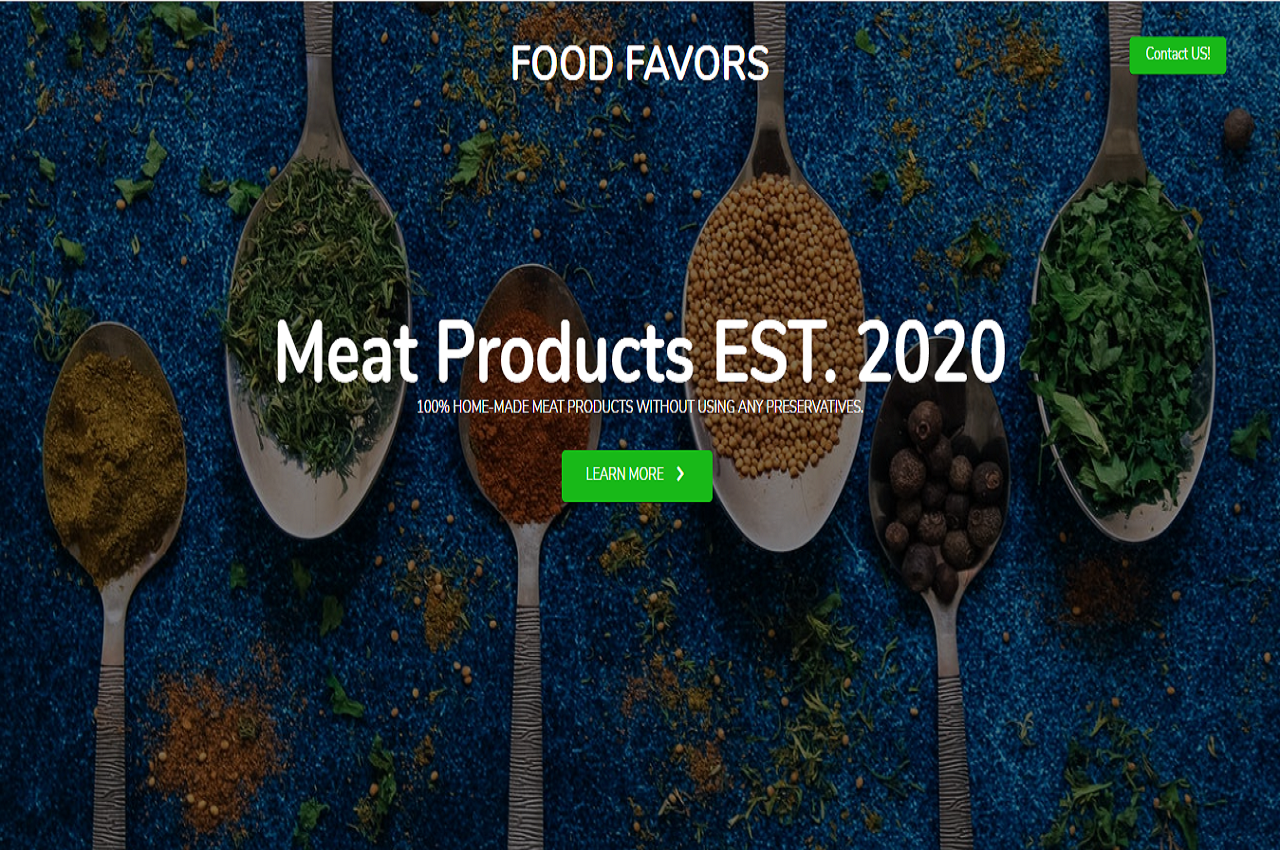 FOOD FAVORS
Contact US!
Meat Products EST. 2020
100% HOME-MADE MEAT PRODUCTS WITHOUT USING ANY PRESERVATIVES.
LEARN MORE